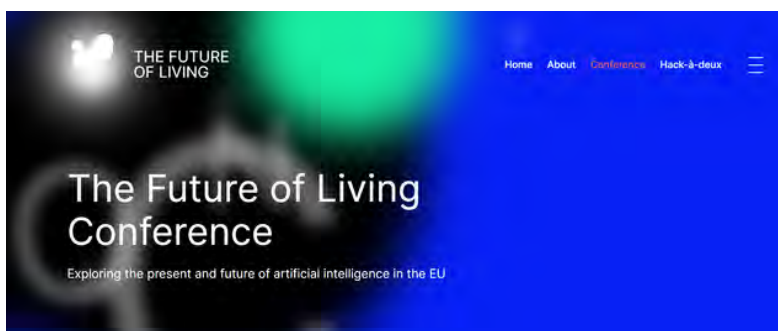 THE FUTURE
OF LIVING
Home About Conference Hack-à-deux
The Future of Living
Conference
Exploring the present and future of artificial intelligence in the EU